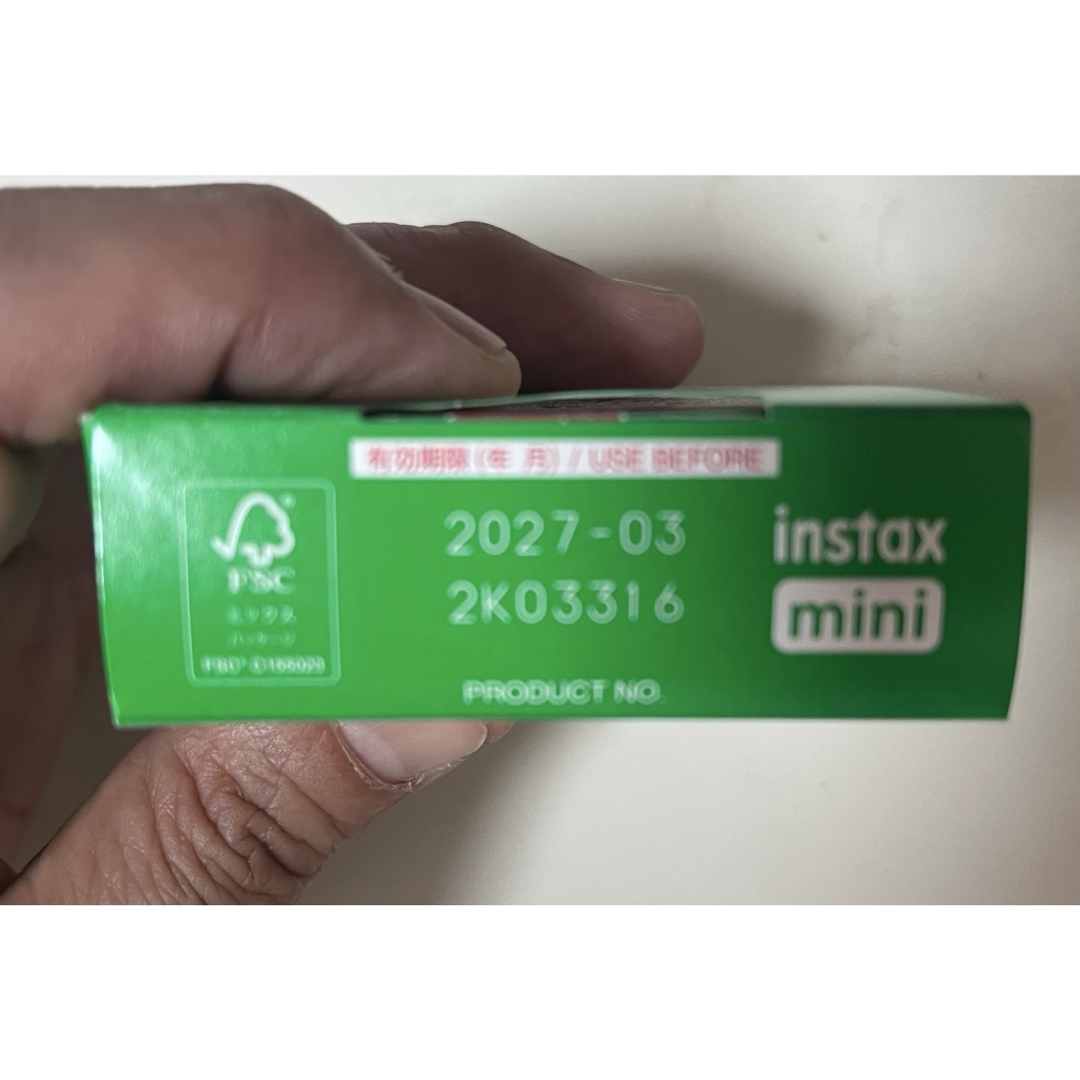 有効期限(年 月) / USE BEFORE
FSC
ミックス
パッケージ
2027-03
2K03316
PRODUCT NO.
instax
mini